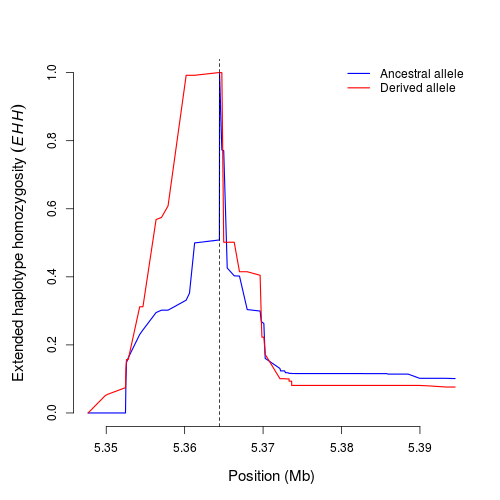 Ancestral allele
Derived allele
Extended haplotype homozygosity (EHH)
1.0
0.8
0.6
0.4
0.2
0.0
5.35 5.36 5.37 5.38 5.39
Position (Mb)